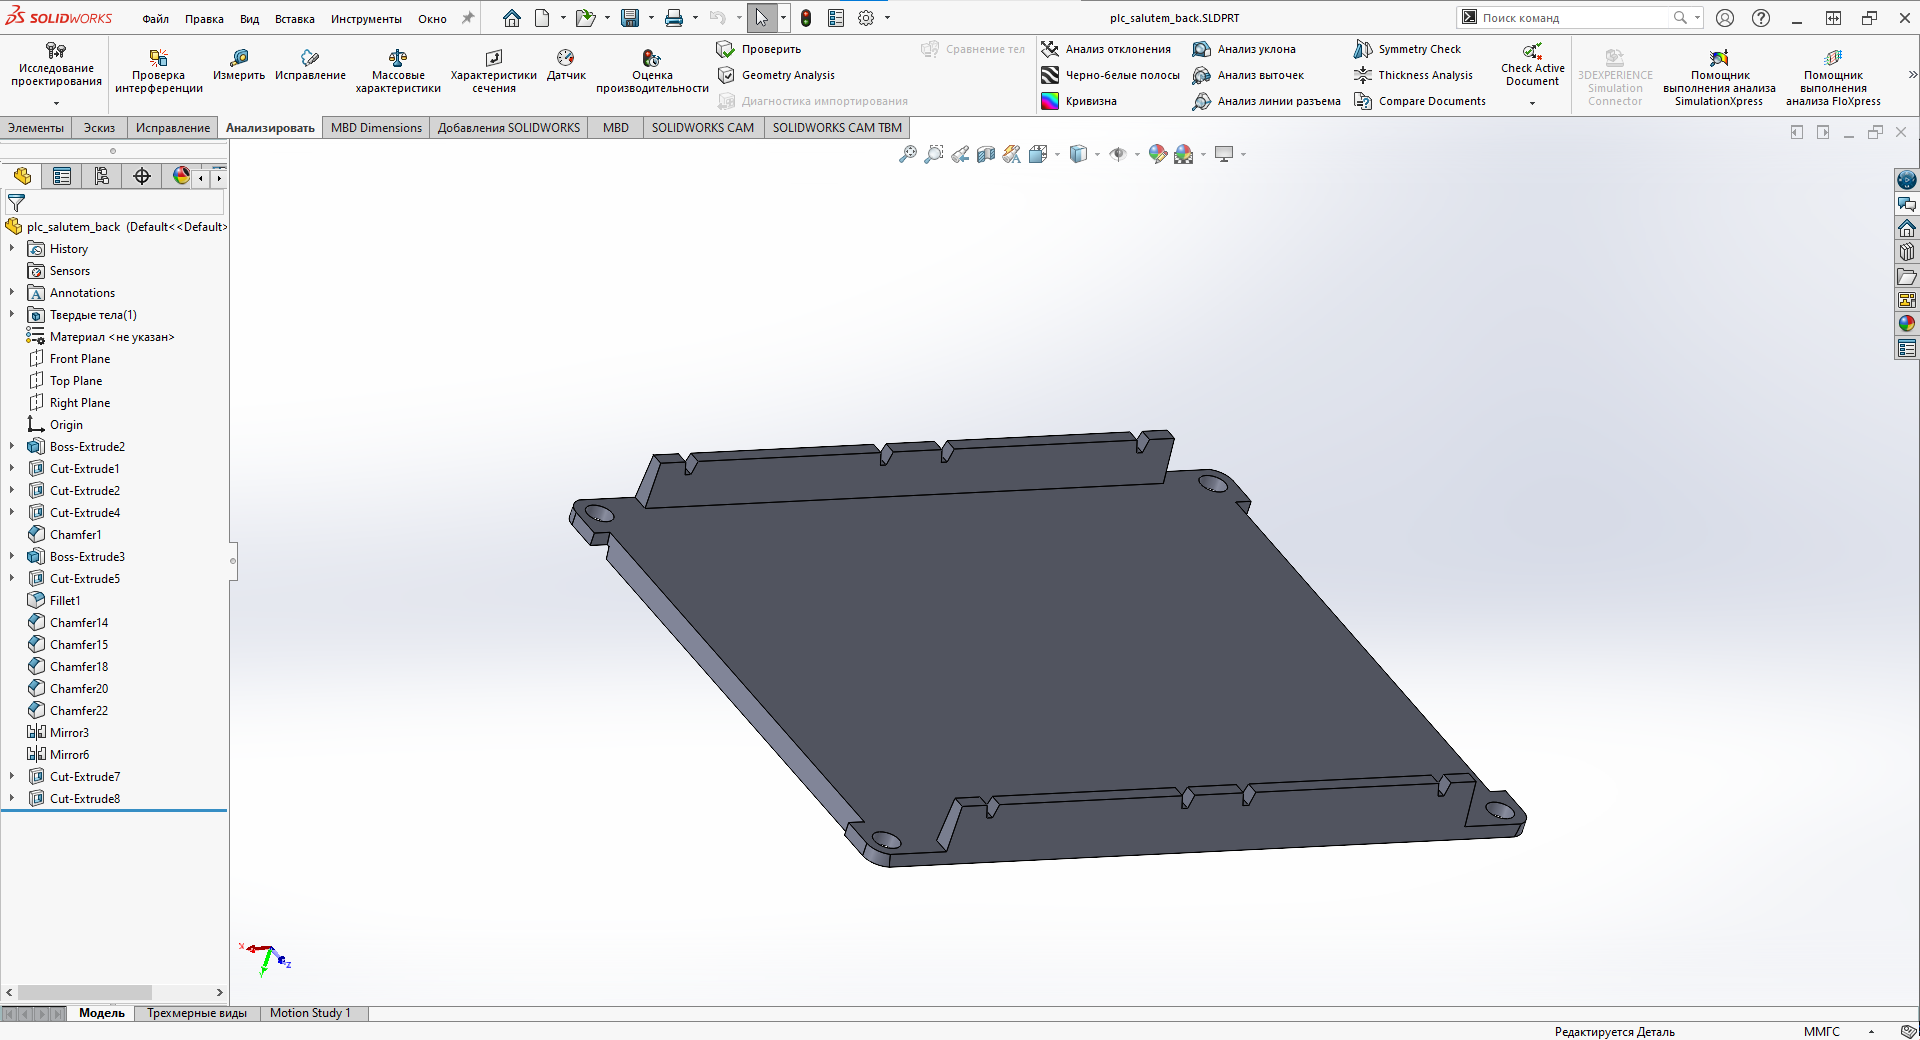 SOLIDWORKS
Файл
Правка
Вид
Вставка
Инструменты
Окно
plc_salutem_back.SLDPRT
Поиск команд
Исследование
проектирования
Проверка
интерференции
Измерить
Исправление
Массовые
характеристики
Характеристики
сечения
Датчик
Оценка
производительности
Проверить
Geometry Analysis
Диагностика импортирования
Сравнение тел
Анализ отклонения
Черно-белые полосы
Кривизна
Анализ уклона
Анализ выточек
Анализ линии разъема
Symmetry Check
Thickness Analysis
Compare Documents
Check Active
Document
3DEXPERIENCE
Simulation
Connector
Помощник
выполнения анализа
SimulationXpress
Помощник
выполнения
анализа FloXpress
Элементы
Эскиз
Исправление
Анализировать
MBD Dimensions
Добавления SOLIDWORKS
MBD
SOLIDWORKS CAM
SOLIDWORKS CAM TBM
plc_salutem_back (Default<<Default>
History
Sensors
Annotations
Твердые тела(1)
Материал <не указан>
Front Plane
Top Plane
Right Plane
Origin
Boss-Extrude2
Cut-Extrude1
Cut-Extrude2
Cut-Extrude4
Chamfer1
Boss-Extrude3
Cut-Extrude5
Fillet1
Chamfer14
Chamfer15
Chamfer18
Chamfer20
Chamfer22
Mirror3
Mirror6
Cut-Extrude7
Cut-Extrude8
X
Y
Z
Модель
Трехмерные виды
Motion Study 1
Редактируется Деталь
ММГС